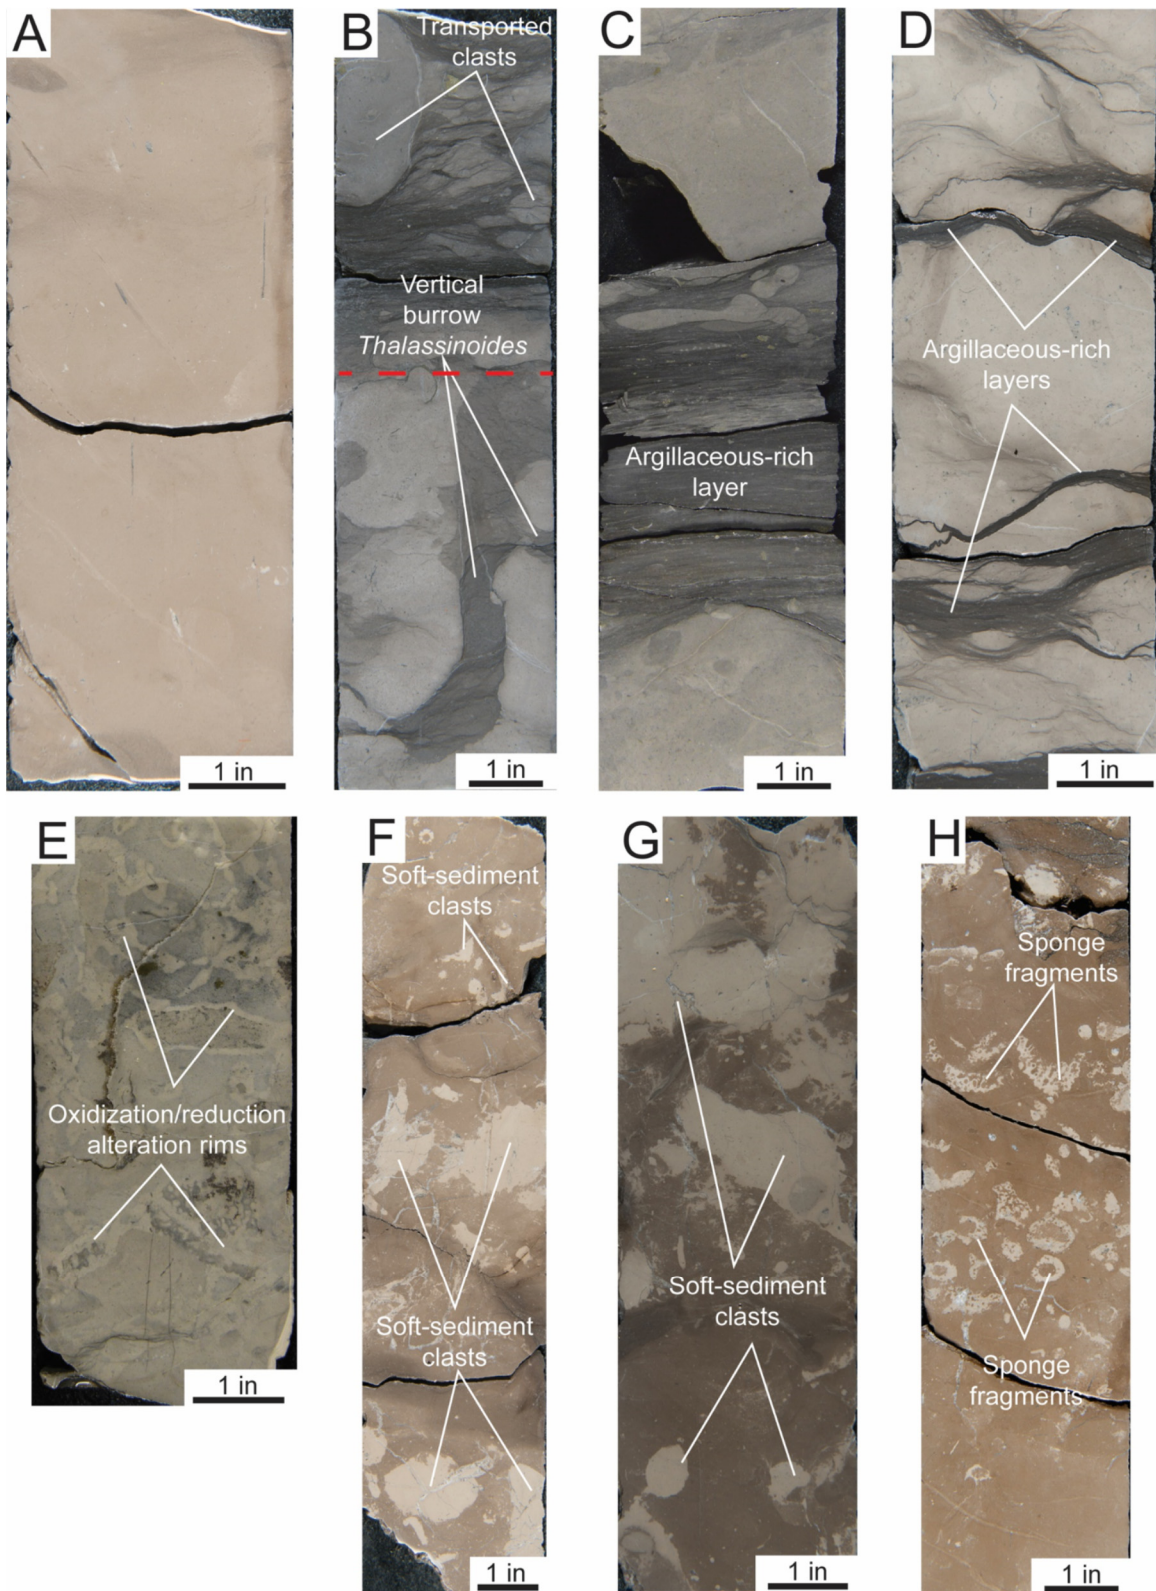 A
B
Transported
clasts
Vertical
burrow
Thalassinoides
1 in
1 in
C
Argillaceous-rich
layer
1 in
D
Argillaceous-rich
layers
1 in
E
Oxidization/reduction
alteration rims
1 in
F
Soft-sediment
clasts
Soft-sediment
clasts
1 in
G
Soft-sediment
clasts
1 in
H
Sponge
fragments
Sponge
fragments
1 in